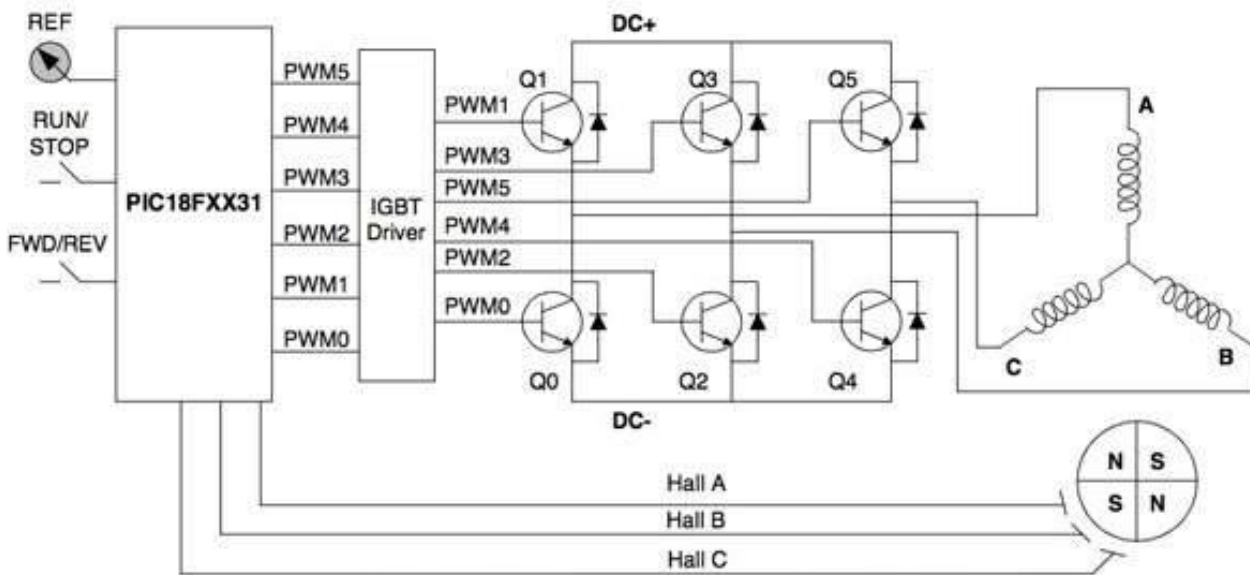 REF
RUN/
STOP
FWD/REV
PIC18FXX31
PWM5
PWM4
PWM3
PWM2
PWM1
PWM0
IGBT
Driver
PWM1
PWM3
PWM5
PWM4
PWM2
PWM0
DC+
Q1
Q3
Q5
Q0
Q2
Q4
DC-
A
C
B
N S
S N
Hall A
Hall B
Hall C